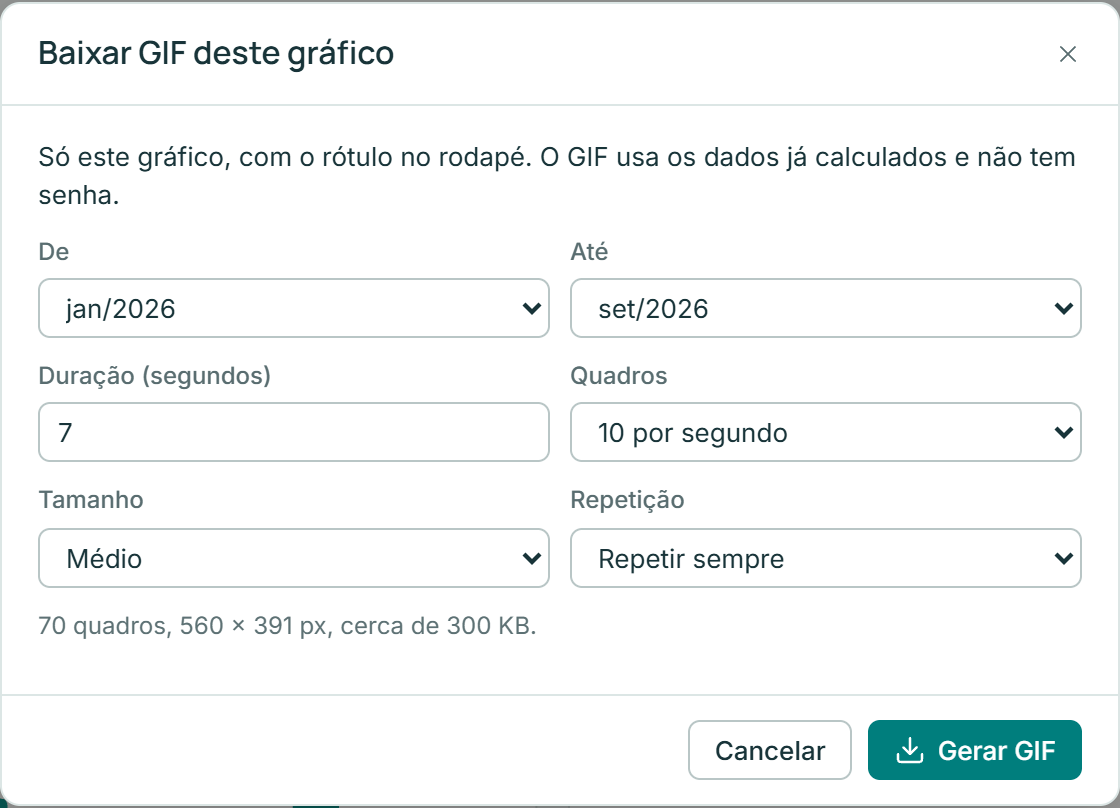 Baixar GIF deste gráfico
Só este gráfico, com o rótulo no rodapé. O GIF usa os dados já calculados e não tem
senha.
De
Até
jan/2026
set/2026
Duração (segundos)
Quadros
7
10 por segundo
Tamanho
Repetição
Médio
Repetir sempre
70 quadros, 560 × 391 px, cerca de 300 KB.
Cancelar
Gerar GIF